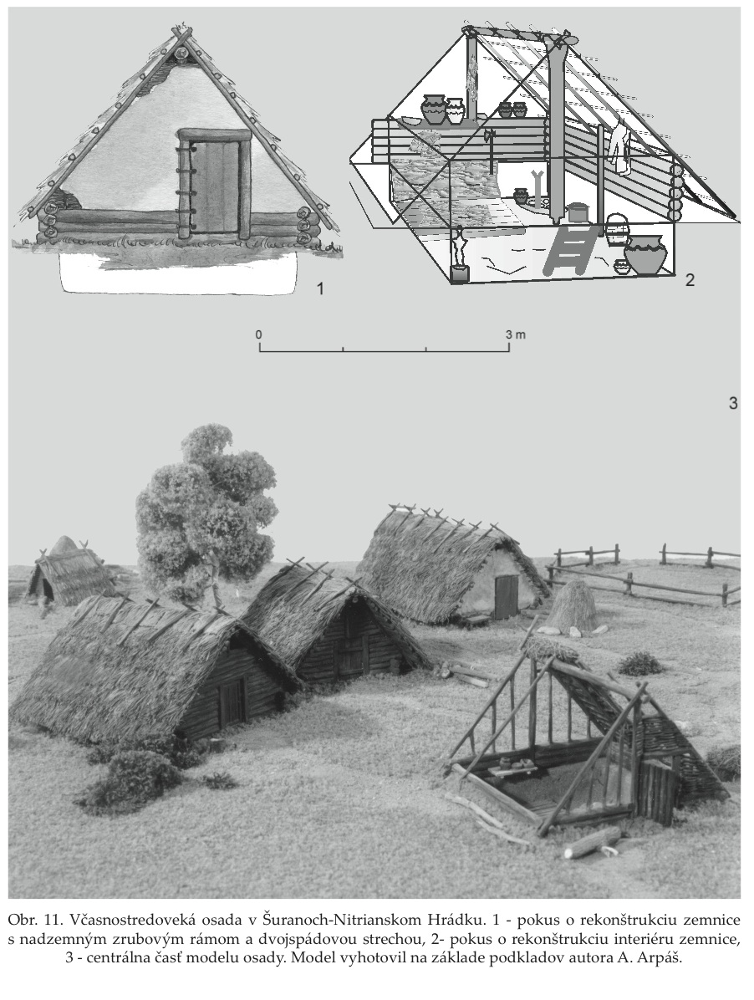 1
2
0 3 m
3
Obr. 11. Včasnostredoveká osada v Šuranoch-Nitrianskom Hrádku. 1 - pokus o rekonštrukciu zemnice
s nadzemným zrubovým rámom a dvojspádovou strechou, 2- pokus o rekonštrukciu interiéru zemnice,
3 - centrálna časť modelu osady. Model vyhotovil na základe podkladov autora A. Arpáš.